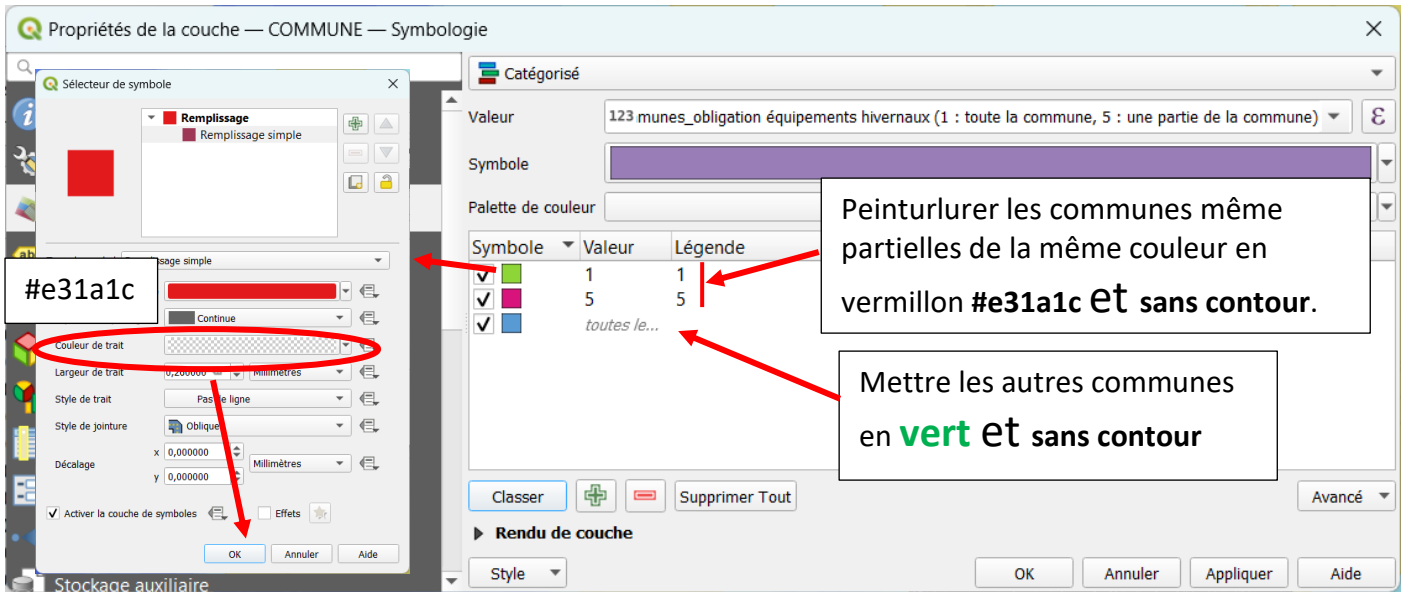 Propriétés de la couche — COMMUNE — Symbologie
Sélecteur de symbole
Remplissage
Remplissage simple
ssage simple
#e31a1c
Continue
Couleur de trait
Largeur de trait
Millimètres
Style de trait
Pas de ligne
Style de jointure
Oblique
Décalage
x 0,000000
Millimètres
y 0,000000
Activer la couche de symboles
Effets
OK Annuler Aide
Stockage auxiliaire
Catégorisé
Valeur
123 munes_obligation équipements hivernaux (1 : toute la commune, 5 : une partie de la commune)
ε
Symbole
Palette de couleur
Symbole Valeur Légende
1 1
5 5
toutes le...
Peinturlurer les communes même
partielles de la même couleur en
vermillon #e31a1c et sans contour.
Mettre les autres communes
en vert et sans contour
Classer
Supprimer Tout
Avancé
Rendu de couche
Style
OK Annuler Appliquer Aide